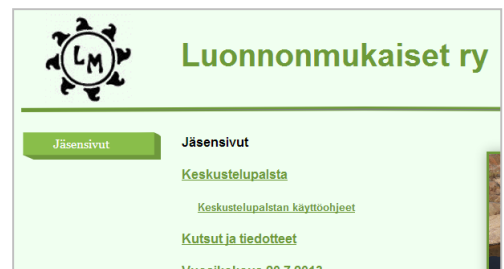 LM
Luonnonmukaiset ry
Jäsensivut
Jäsensivut
Keskustelupalsta
Keskustelupalstan käyttöohjeet
Kutsut ja tiedotteet